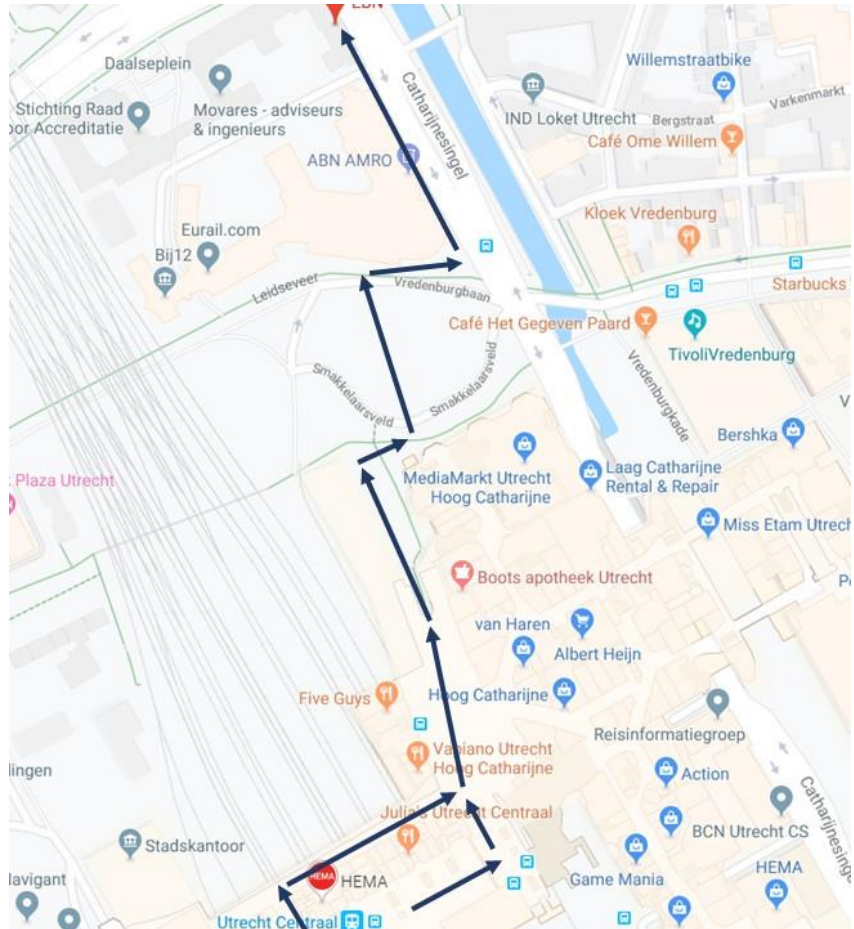 EBN
Daalseplein
Stichting Raad
oor Accreditatie
Movares - adviseurs
& ingenieurs
Catharijnesingel
IND Loket Utrecht
Willemstraatbike
Varkenmarkt
Bergstraat
Café Ome Willem
ABN AMRO
Eurail.com
Bij12
Kloek Vredenburg
Leidseveer
Vredenburgbaan
Starbucks
Café Het Gegeven Paard
TivoliVredenburg
Smakkelaarsveld
Smakkelaarsveld
Vredenburgkade
V
Bershka
Plaza Utrecht
MediaMarkt Utrecht
Hoog Catharijne
Laag Catharijne
Rental & Repair
Miss Etam Utrech
Boots apotheek Utrecht
P
van Haren
Albert Heijn
Five Guys
Hoog Catharijne
Reisinformatiegroep
Vapiano Utrecht
Hoog Catharijne
Action
lingen
Julia's Utrecht Centraal
Catharijnesingel
BCN Utrecht CS
Stadskantoor
HEMA
HEMA
Game Mania
HEMA
Navigant
Utrecht Centraal